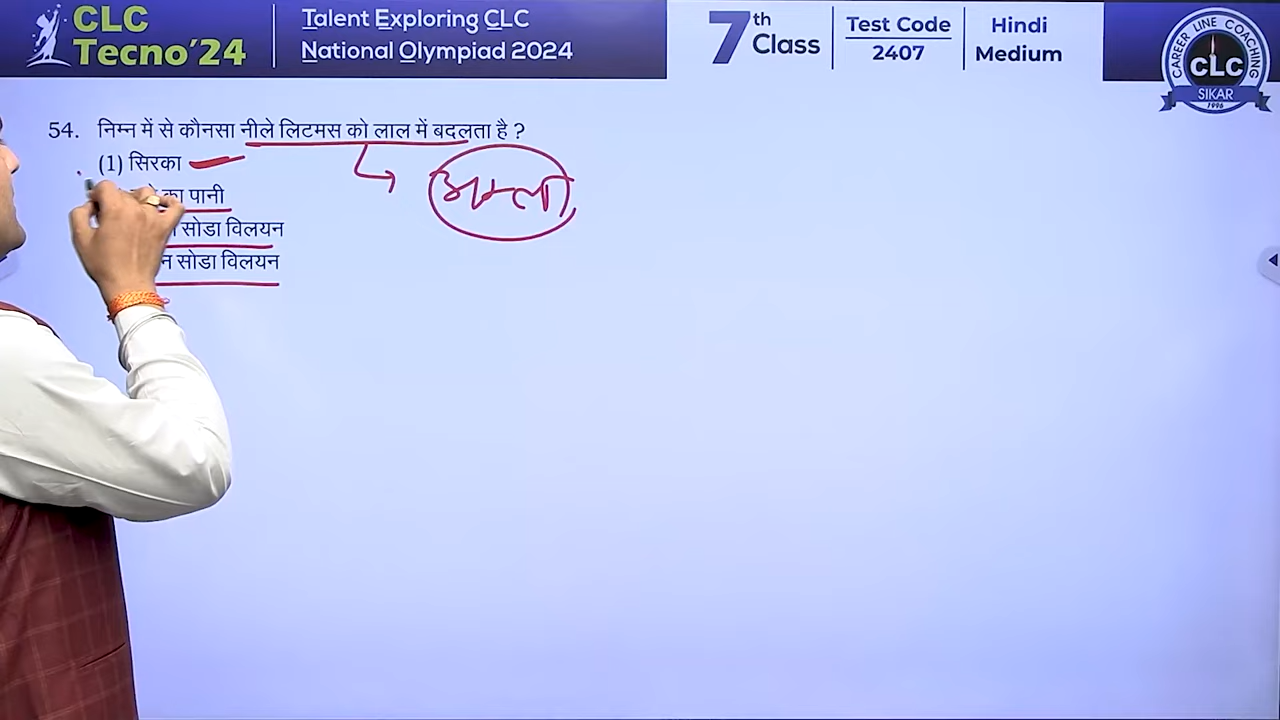 CLC
Tecno'24
Talent Exploring CLC
National Olympiad 2024
7th Class
Test Code
2407
Hindi
Medium
CAREER LINE COACHING
CLC
SIKAR
1996
54. निम्न में से कौनसा नीले लिटमस को लाल में बदलता है ?
(1) सिरका
का पानी
सोडा विलयन
सोडा विलयन
अम्ल